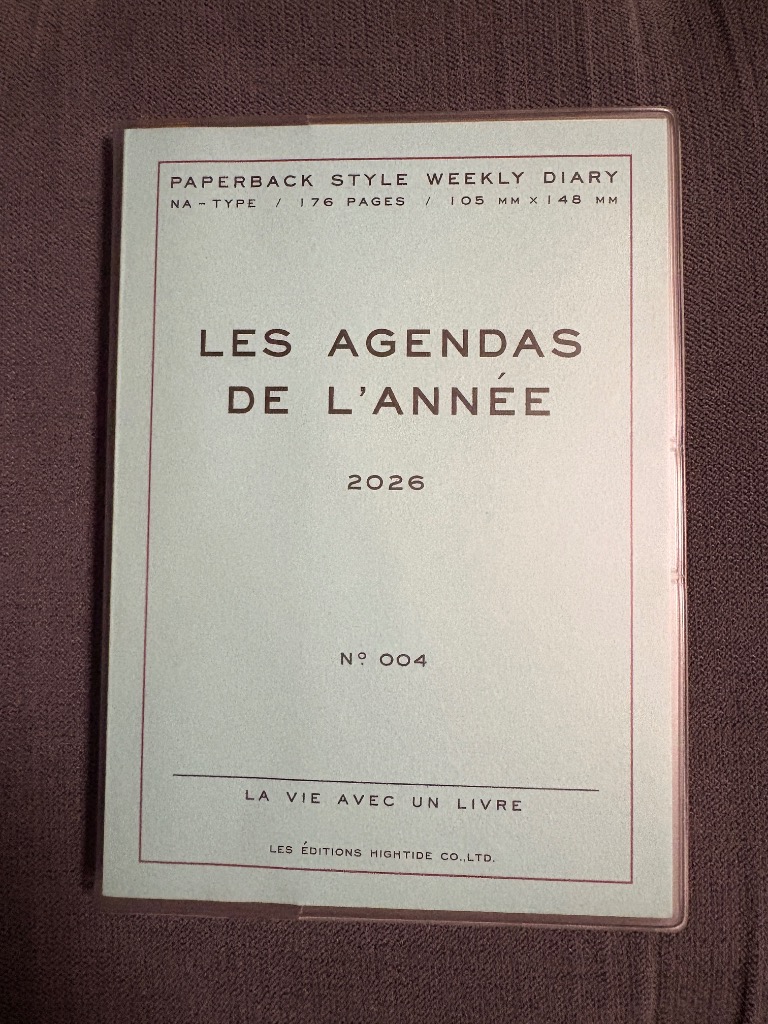 PAPERBACK STYLE WEEKLY DIARY
NA-TYPE / 176 PAGES / 105 MM × 148 MM
LES AGENDAS
DE L'ANNÉE
2026
Nº 004
LA VIE AVEC UN LIVRE
LES ÉDITIONS HIGHTIDE CO.,LTD.